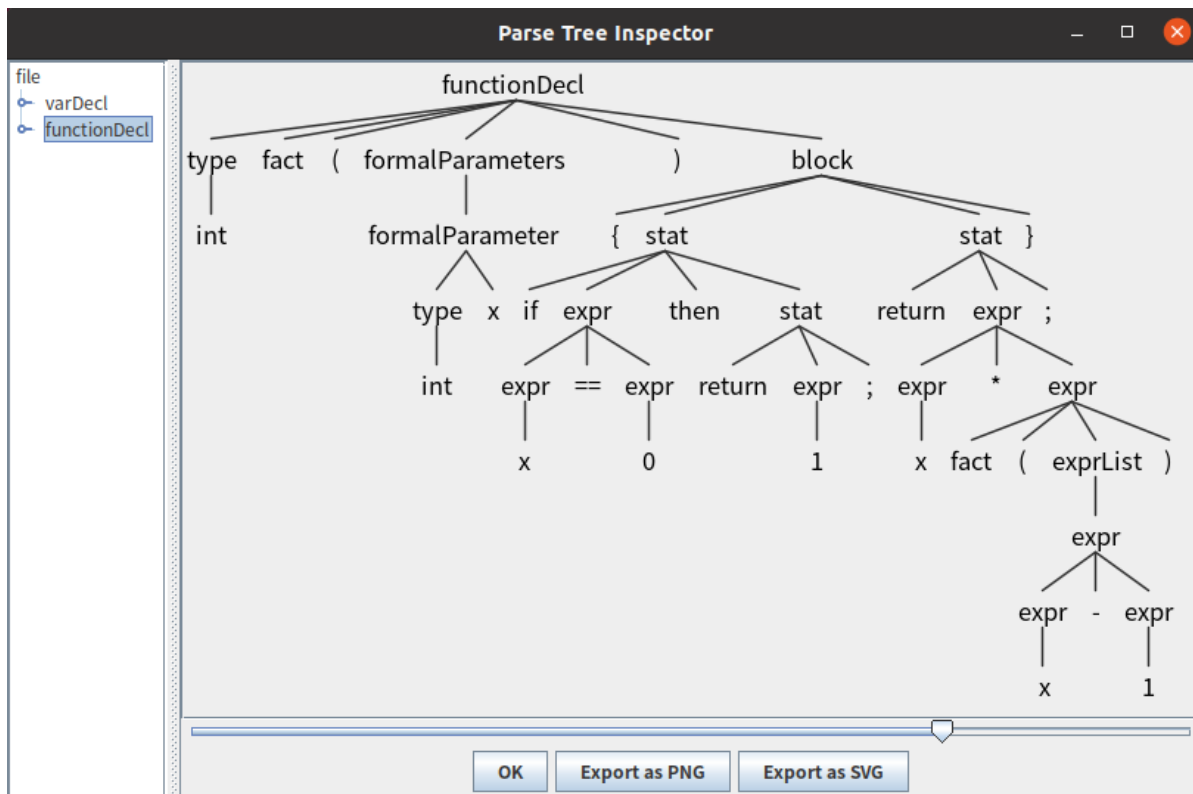 Parse Tree Inspector
file
varDecl
functionDecl
functionDecl
type fact ( formalParameters ) block
int formalParameter { stat stat }
type x if expr then stat return expr ;
int expr == expr return expr ; expr * expr
x 0 1 x fact ( exprList )
expr
expr - expr
x 1
OK Export as PNG Export as SVG